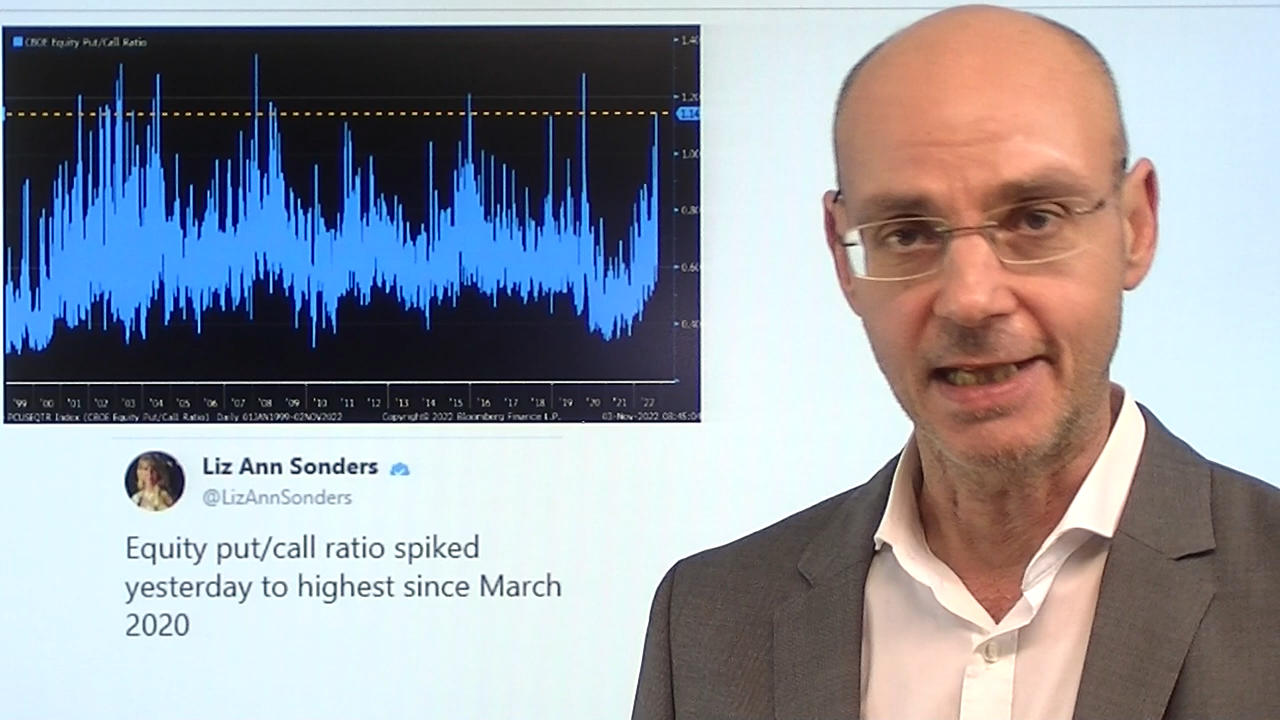 CBOE Equity Put/Call Ratio
1.40
1.20
1.14
1.00
0.80
0.60
0.40
'99 '00 '01 '02 '03 '04 '05 '06 '07 '08 '09 '10 '11 '12 '13 '14 '15 '16 '17 '18 '19 '20 '21 '22
PCUSEQTR Index (CBOE Equity Put/Call Ratio) Daily 01JAN1999-02NOV2022 Copyright© 2022 Bloomberg Finance L.P. 03-Nov-2022 08:45:04
Liz Ann Sonders
@LizAnnSonders
Equity put/call ratio spiked
yesterday to highest since March
2020